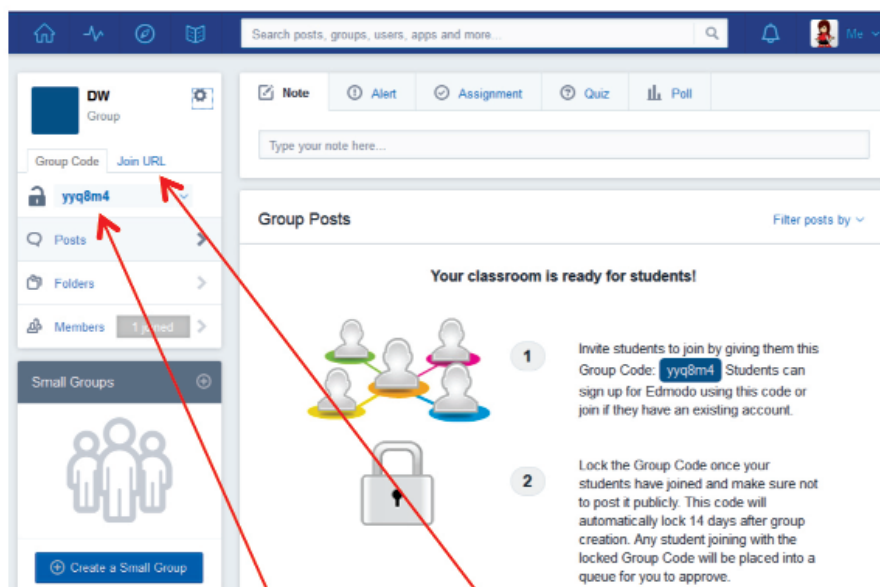 Search posts, groups, users, apps and more...
Me
DW
Group
Group Code Join URL
yyq8m4
Posts
Folders
Members 1 joined
Small Groups
Create a Small Group
Note Alert Assignment Quiz Poll
Type your note here...
Group Posts Filter posts by
Your classroom is ready for students!
1
Invite students to join by giving them this
Group Code: yyq8m4 Students can
sign up for Edmodo using this code or
join if they have an existing account.
2
Lock the Group Code once your
students have joined and make sure not
to post it publicly. This code will
automatically lock 14 days after group
creation. Any student joining with the
locked Group Code will be placed into a
queue for you to approve.